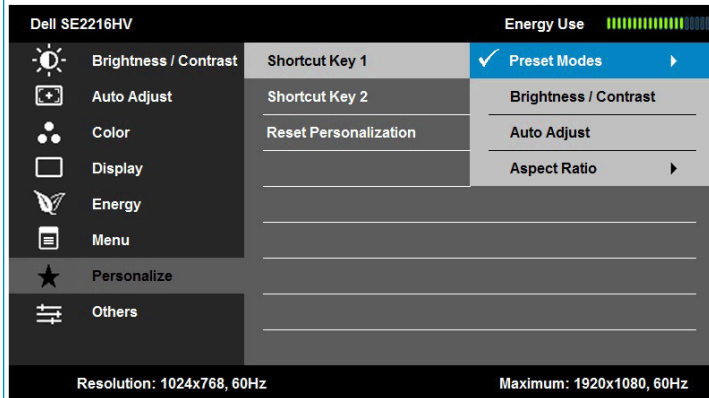 Dell SE2216HV Energy Use
Brightness / Contrast Shortcut Key 1 Preset Modes
Auto Adjust Shortcut Key 2 Brightness / Contrast
Color Reset Personalization Auto Adjust
Display Aspect Ratio
Energy
Menu
Personalize
Others
Resolution: 1024x768, 60Hz Maximum: 1920x1080, 60Hz